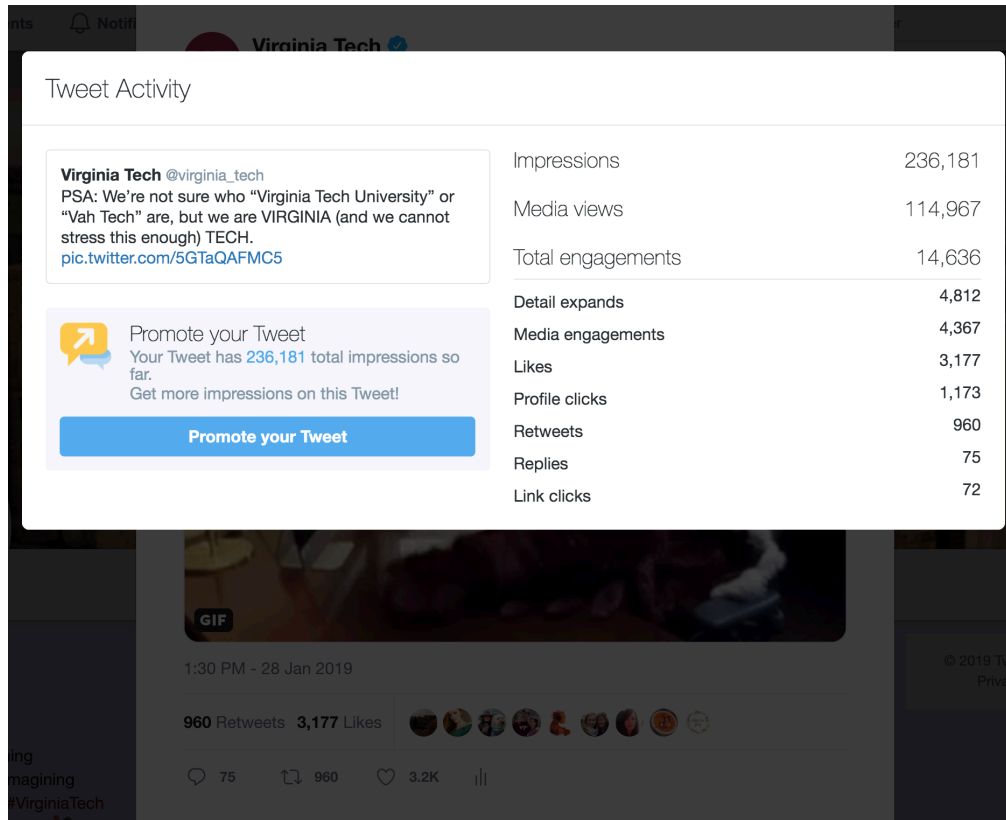 Notifi
Virginia Tech
Tweet Activity
Virginia Tech @virginia_tech
PSA: We're not sure who “Virginia Tech University” or
“Vah Tech” are, but we are VIRGINIA (and we cannot
stress this enough) TECH.
pic.twitter.com/5GTaQAFMC5
Promote your Tweet
Your Tweet has 236,181 total impressions so
far.
Get more impressions on this Tweet!
Promote your Tweet
Impressions 236,181
Media views 114,967
Total engagements 14,636
Detail expands 4,812
Media engagements 4,367
Likes 3,177
Profile clicks 1,173
Retweets 960
Replies 75
Link clicks 72
GIF
1:30 PM - 28 Jan 2019
960 Retweets 3,177 Likes
75 960 3.2K
© 2019 Tw
Priva
ing
magining
#VirginiaTech